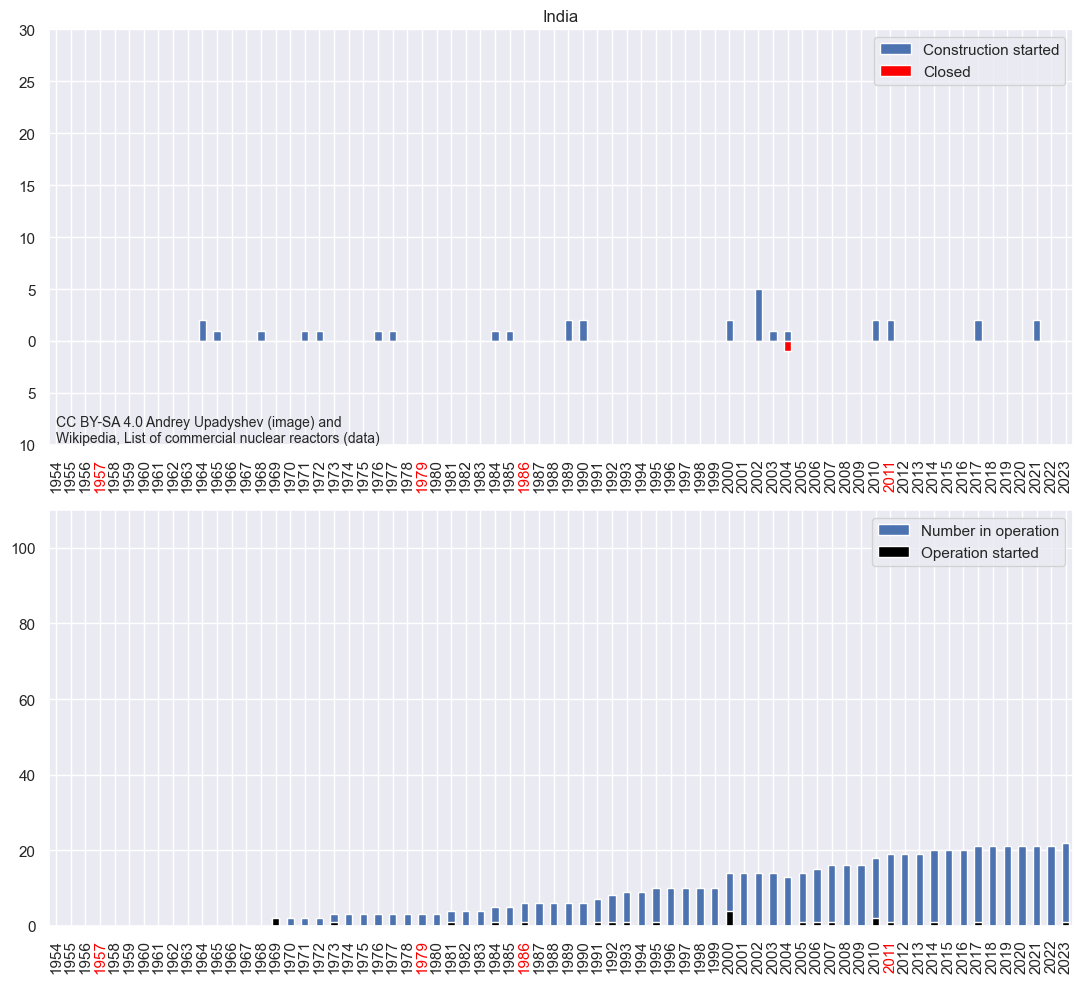 India
30
Construction started
Closed
25
20
15
10
5
0
5
10
CC BY-SA 4.0 Andrey Upadyshev (image) and
Wikipedia, List of commercial nuclear reactors (data)
1954 1955 1956 1957 1958 1959 1960 1961 1962 1963 1964 1965 1966 1967 1968 1969 1970 1971 1972 1973 1974 1975 1976 1977 1978 1979 1980 1981 1982 1983 1984 1985 1986 1987 1988 1989 1990 1991 1992 1993 1994 1995 1996 1997 1998 1999 2000 2001 2002 2003 2004 2005 2006 2007 2008 2009 2010 2011 2012 2013 2014 2015 2016 2017 2018 2019 2020 2021 2022 2023
Number in operation
Operation started
100
80
60
40
20
0
1954 1955 1956 1957 1958 1959 1960 1961 1962 1963 1964 1965 1966 1967 1968 1969 1970 1971 1972 1973 1974 1975 1976 1977 1978 1979 1980 1981 1982 1983 1984 1985 1986 1987 1988 1989 1990 1991 1992 1993 1994 1995 1996 1997 1998 1999 2000 2001 2002 2003 2004 2005 2006 2007 2008 2009 2010 2011 2012 2013 2014 2015 2016 2017 2018 2019 2020 2021 2022 2023